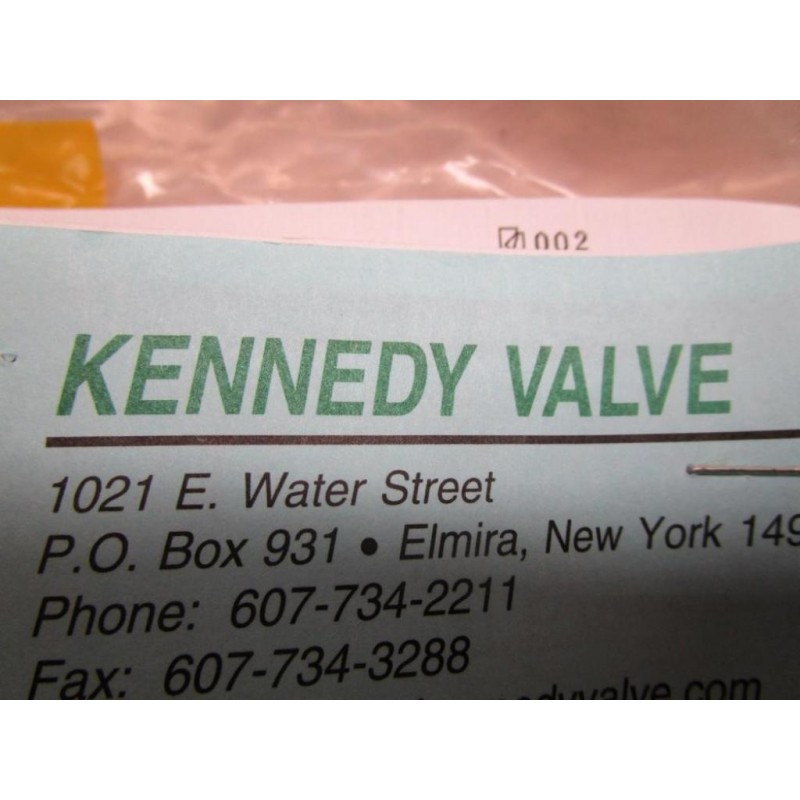 002
KENNEDY VALVE
1021 E. Water Street
P.O. Box 931 • Elmira, New York 149
Phone: 607-734-2211
Fax: 607-734-3288